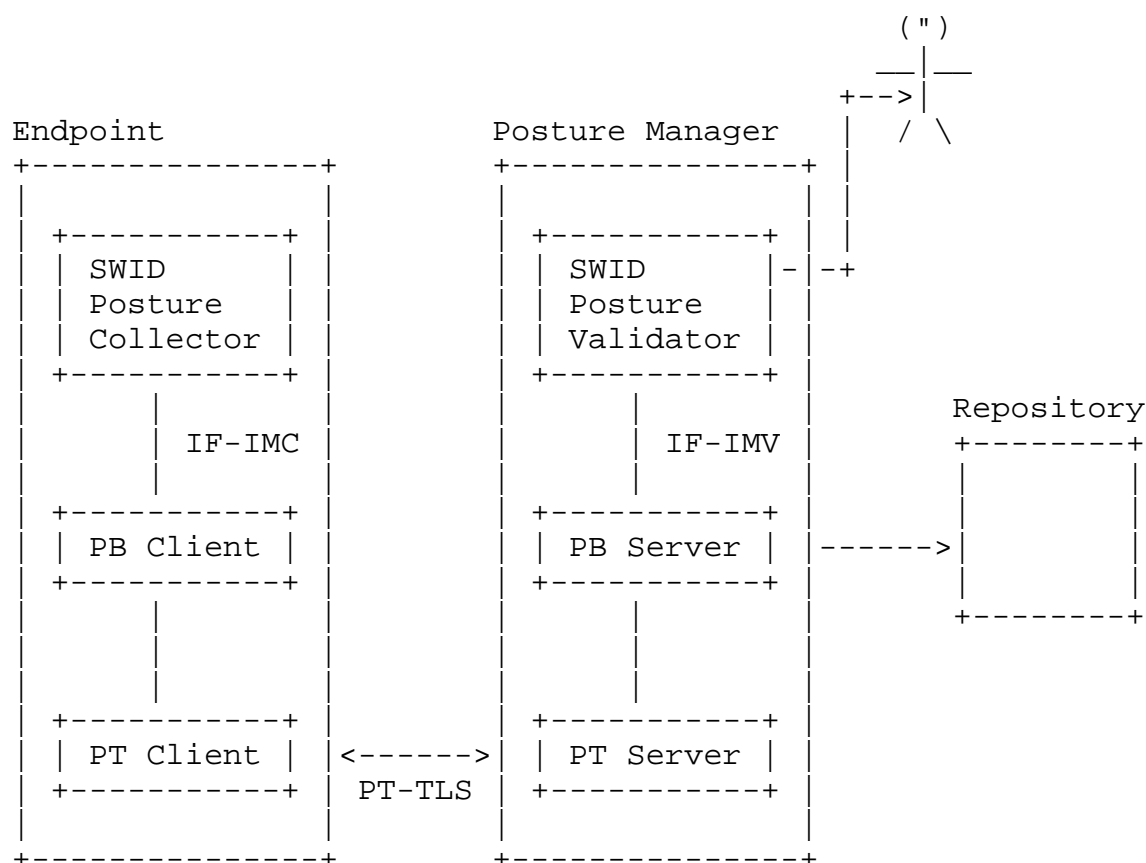 (")
Endpoint Posture Manager
SWID SWID
Posture Posture
Collector Validator
Repository
IF-IMC IF-IMV
PB Client PB Server
PT Client PT Server
PT-TLS